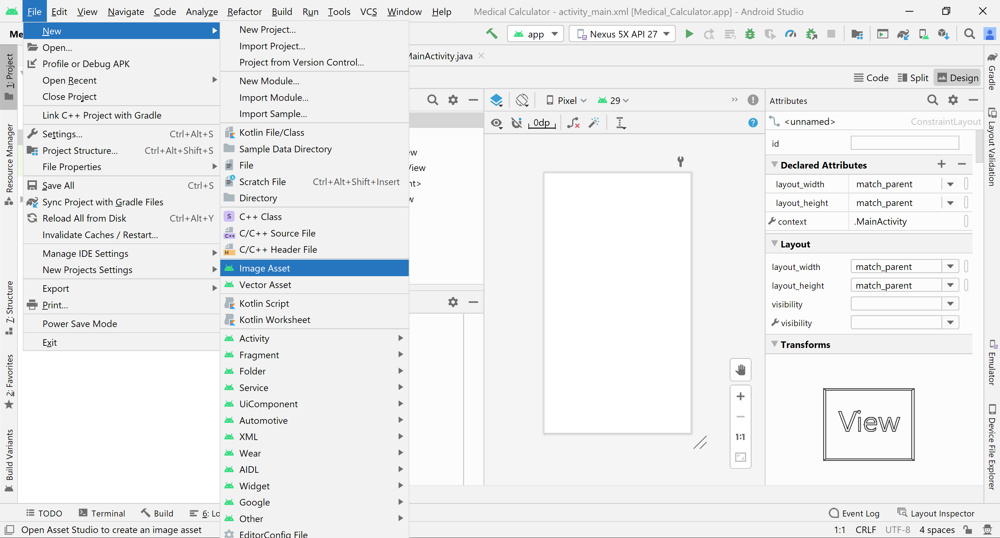 File Edit View Navigate Code Analyze Refactor Build Run Tools VCS Window Help Medical Calculator - activity_main.xml [Medical_Calculator.app] - Android Studio
Me
app
Nexus 5X API 27
MainActivity.java
Code Split Design
New
Open...
Profile or Debug APK
Open Recent
Close Project
Link C++ Project with Gradle
Settings... Ctrl+Alt+S
Project Structure... Ctrl+Alt+Shift+S
File Properties
Save All Ctrl+S
Sync Project with Gradle Files
Reload All from Disk Ctrl+Alt+Y
Invalidate Caches / Restart...
Manage IDE Settings
New Projects Settings
Export
Print...
Power Save Mode
Exit
New Project...
Import Project...
Project from Version Control...
New Module...
Import Module...
Import Sample...
Kotlin File/Class
Sample Data Directory
File
Scratch File Ctrl+Alt+Shift+Insert
Directory
S C++ Class
C++ C/C++ Source File
H C/C++ Header File
Image Asset
Vector Asset
Kotlin Script
Kotlin Worksheet
Activity
Fragment
Folder
Service
UiComponent
Automotive
XML
Wear
AIDL
Widget
Google
Other
EditorConfig File
ew
View
nt>
w
Pixel 29
0dp
1:1
Attributes
<unnamed> ConstraintLayout
id
Declared Attributes
layout_width match_parent
layout_height match_parent
context .MainActivity
Layout
layout_width match_parent
layout_height match_parent
visibility
visibility
Transforms
View
1: Project
Resource Manager
7: Structure
2: Favorites
Build Variants
Gradle
Layout Validation
Emulator
Device File Explorer
TODO Terminal Build 6: Lo
Event Log Layout Inspector
Open Asset Studio to create an image asset
1:1 CRLF UTF-8 4 spaces